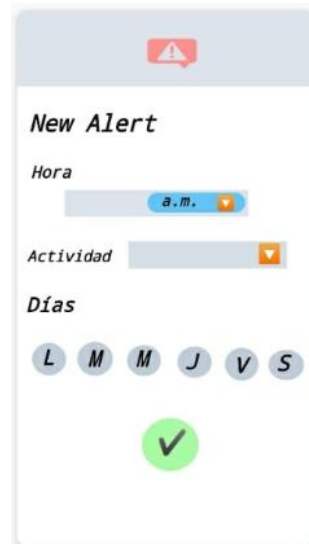 New Alert
Hora
a.m.
Actividad
Días
L M M J V S